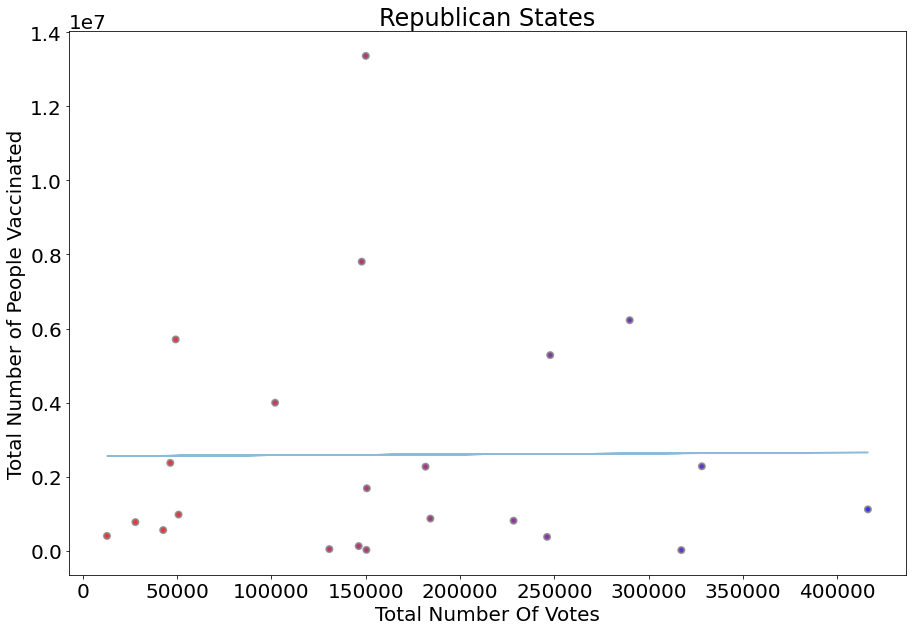 Republican States
1e7
1.4
1.2
1.0
0.8
0.6
0.4
0.2
0.0
Total Number of People Vaccinated
0 50000 100000 150000 200000 250000 300000 350000 400000
Total Number Of Votes